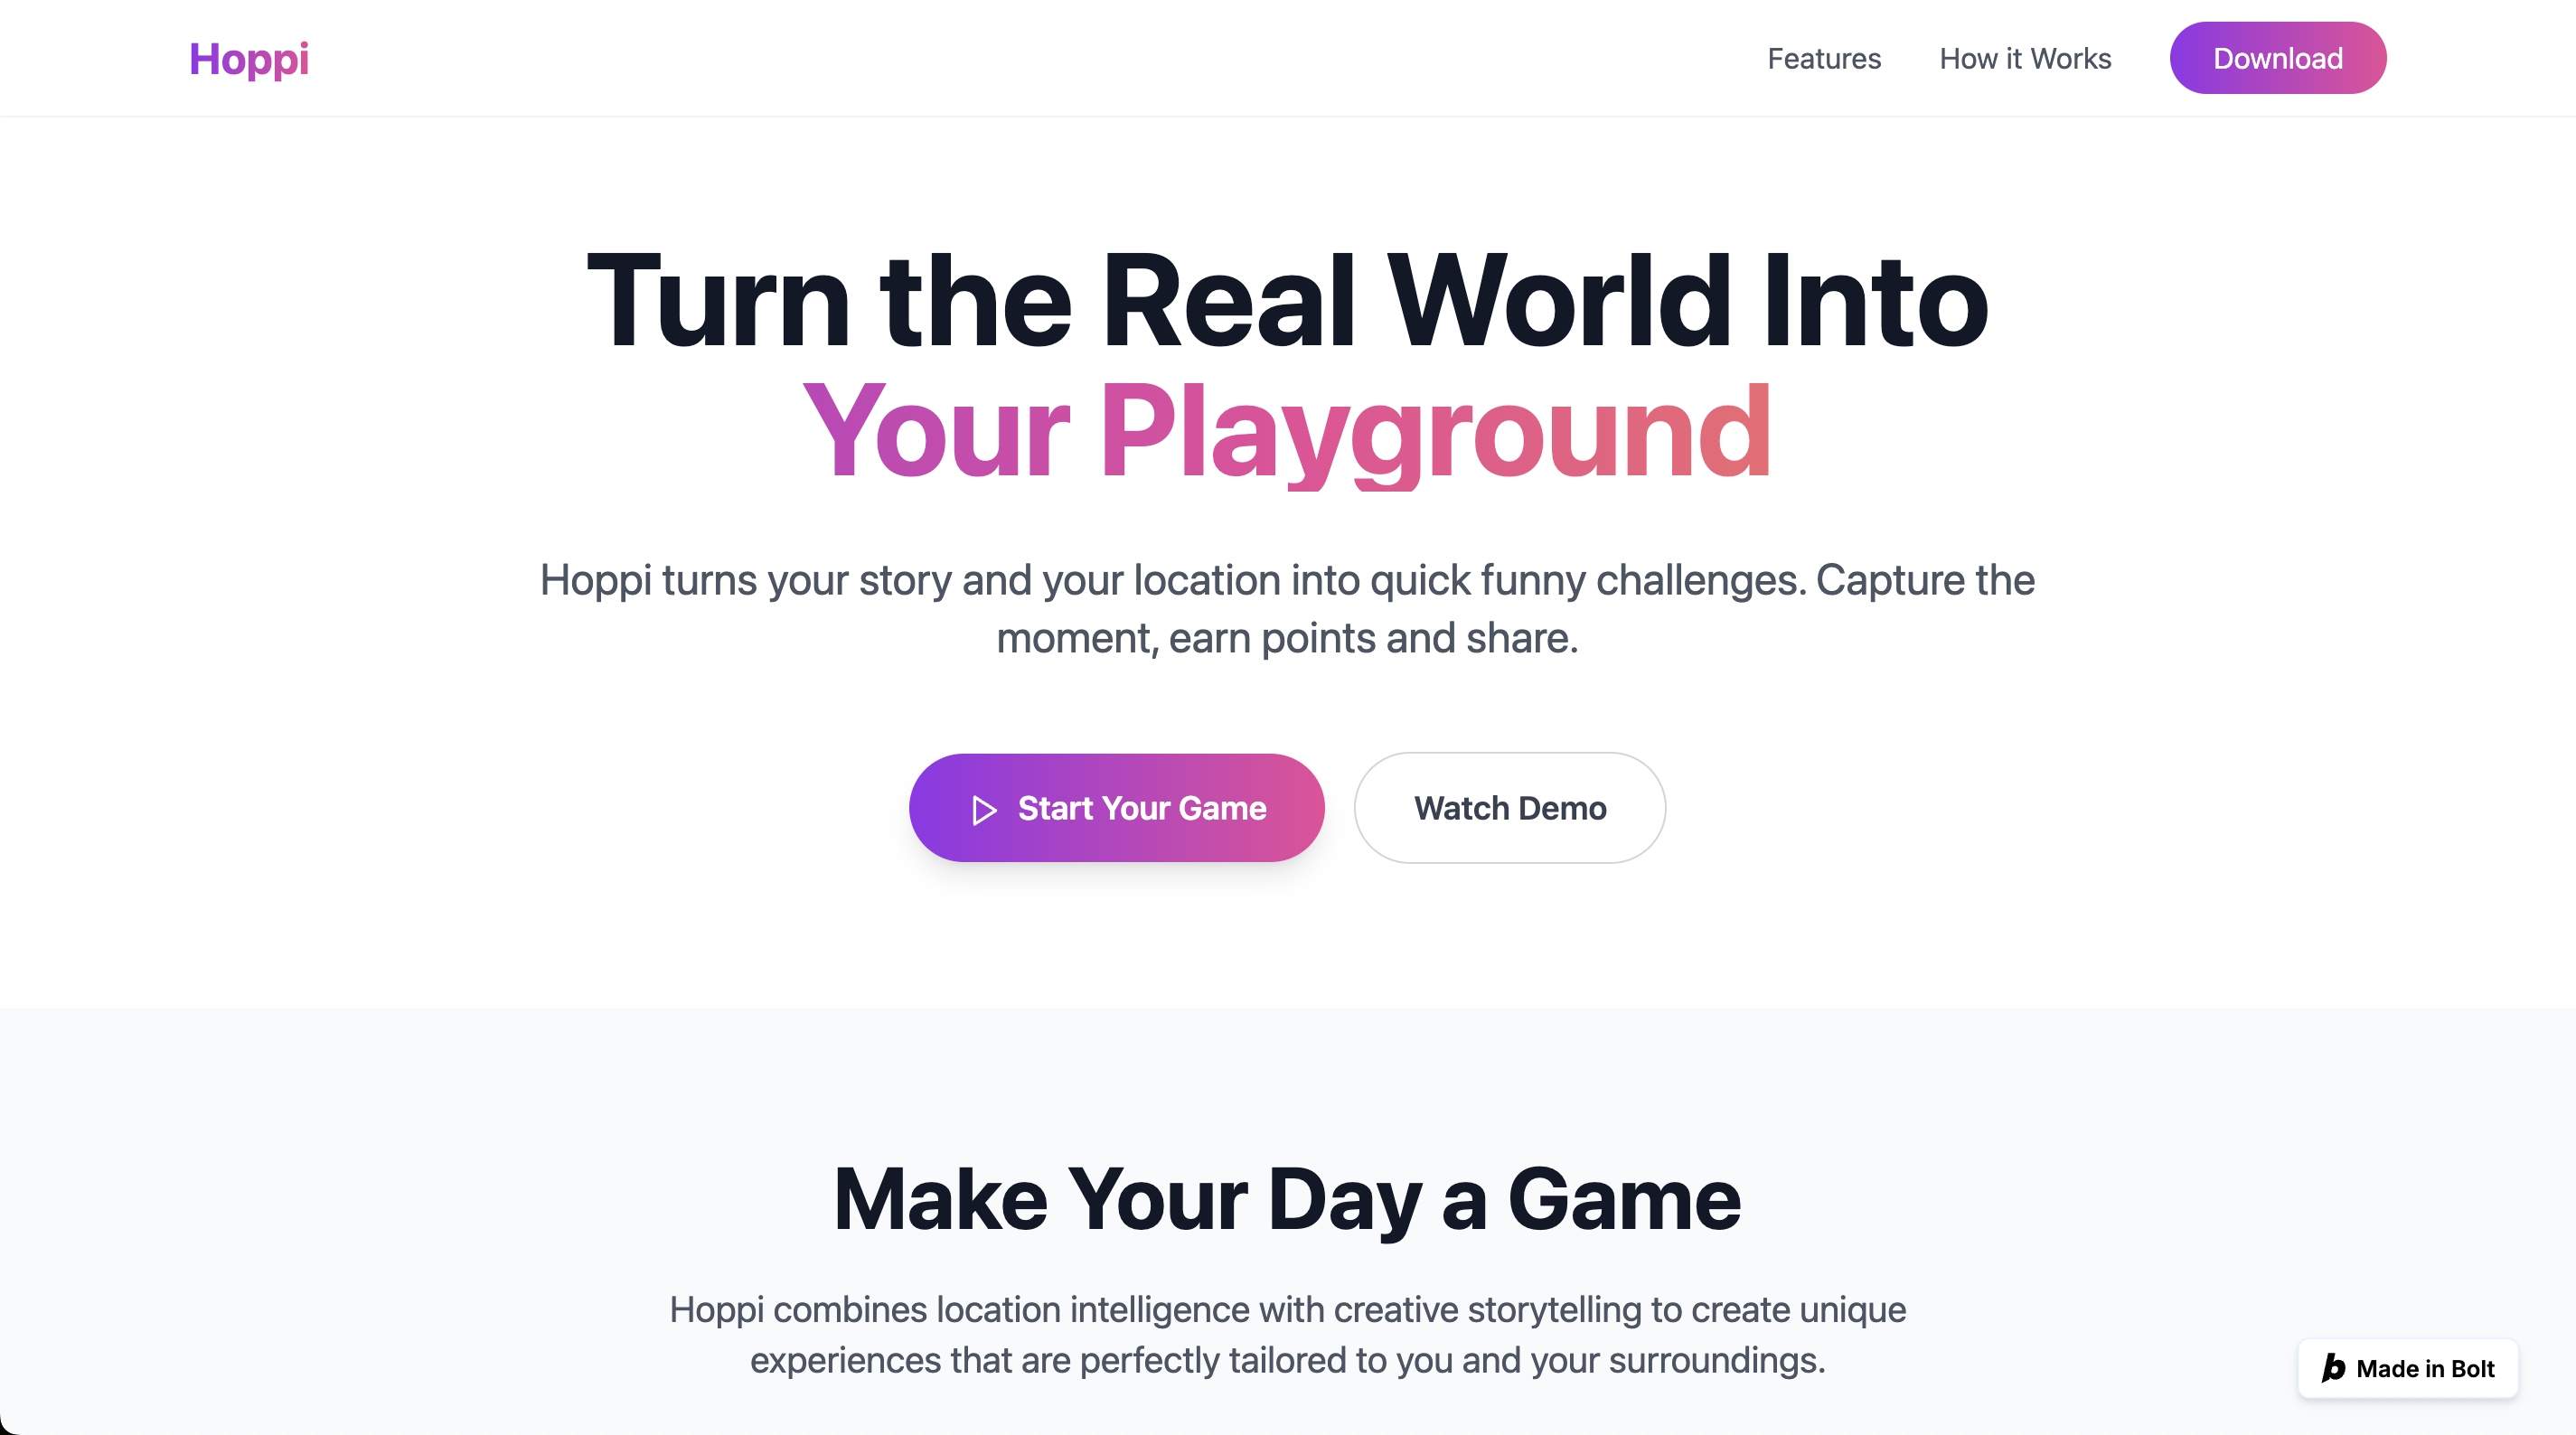 Hoppi
Features
How it Works
Download
Turn the Real World Into
Your Playground
Hoppi turns your story and your location into quick funny challenges. Capture the
moment, earn points and share.
Start Your Game
Watch Demo
Make Your Day a Game
Hoppi combines location intelligence with creative storytelling to create unique
experiences that are perfectly tailored to you and your surroundings.
b Made in Bolt